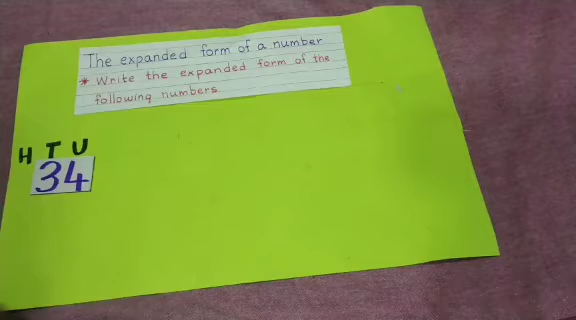 The expanded form of a number
* Write the expanded form of the
following numbers.
H T U
34